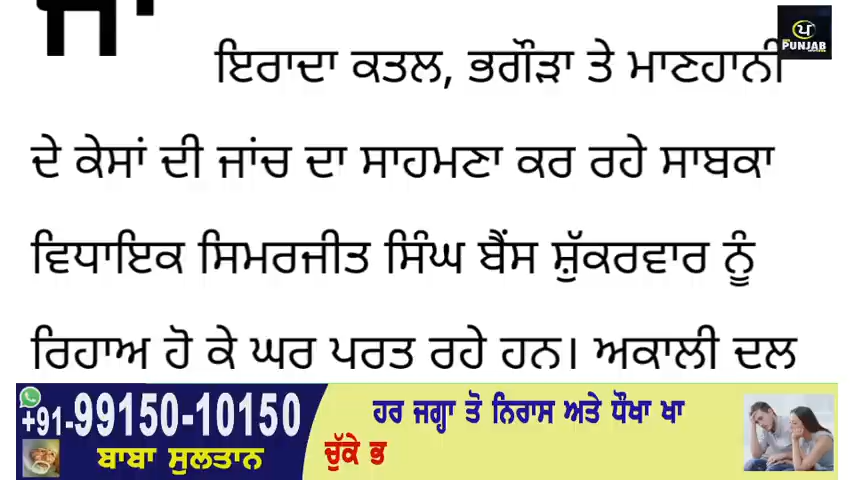 ਪ
PUNJAB
ਇਰਾਦਾ ਕਤਲ, ਭਗੌੜਾ ਤੇ ਮਾਣਹਾਨੀ
ਦੇ ਕੇਸਾਂ ਦੀ ਜਾਂਚ ਦਾ ਸਾਹਮਣਾ ਕਰ ਰਹੇ ਸਾਬਕਾ
ਵਿਧਾਇਕ ਸਿਮਰਜੀਤ ਸਿੰਘ ਬੈਂਸ ਸ਼ੁੱਕਰਵਾਰ ਨੂੰ
ਰਿਹਾਅ ਹੋ ਕੇ ਘਰ ਪਰਤ ਰਹੇ ਹਨ। ਅਕਾਲੀ ਦਲ
+91-99150-10150
ਬਾਬਾ ਸੁਲਤਾਨ
ਹਰ ਜਗ੍ਹਾ ਤੋ ਨਿਰਾਸ ਅਤੇ ਧੌਖਾ ਖਾ
ਚੁੱਕੇ ਭ